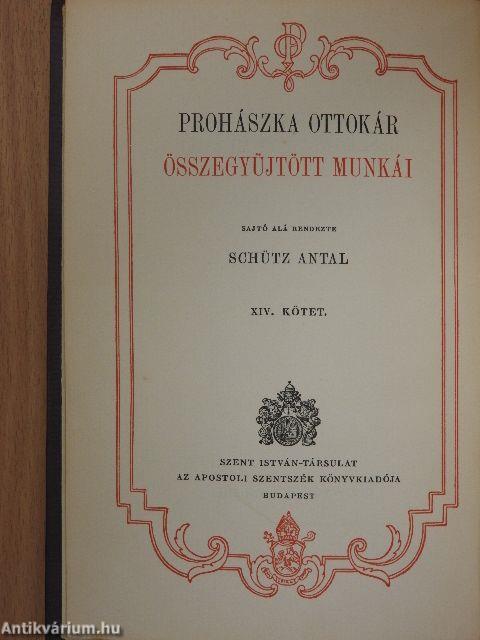 PROHÁSZKA OTTOKÁR
ÖSSZEGYÜJTÖTT MUNKÁI
SAJTÓ ALÁ RENDEZTE
SCHÜTZ ANTAL
XIV. KÖTET.
SZENT ISTVÁN-TÁRSULAT
AZ APOSTOLI SZENTSZÉK KÖNYVKIADÓJA
BUDAPEST
Antikvárium.hu